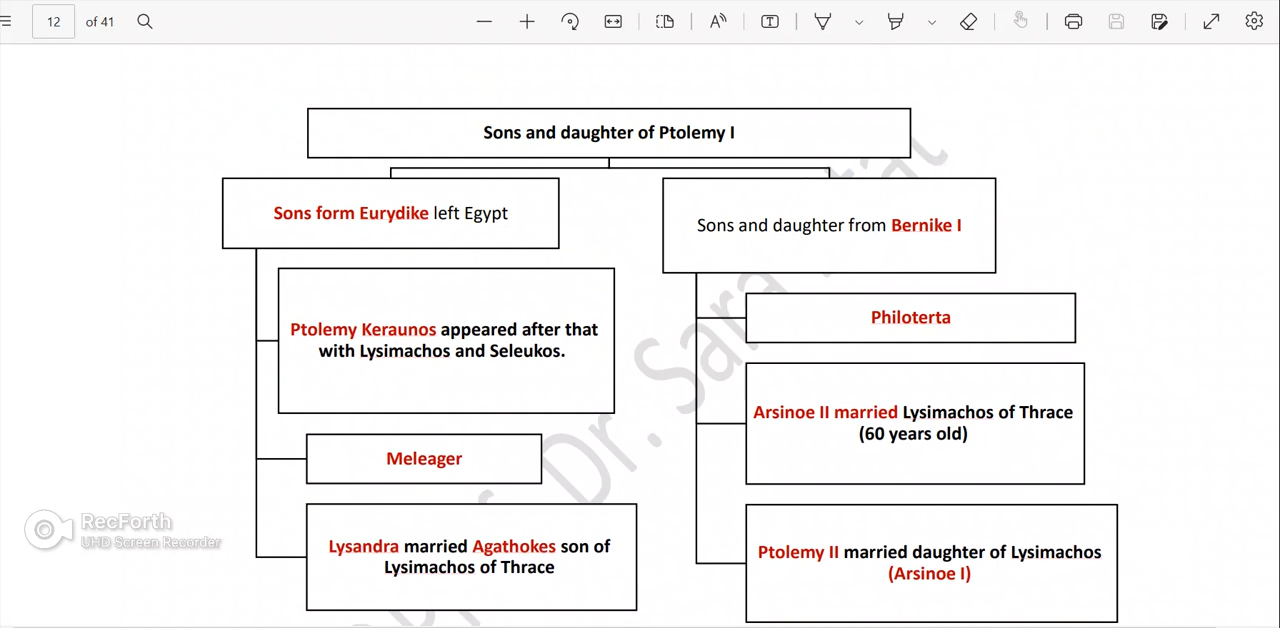 12 of 41
Sons and daughter of Ptolemy I
Sons form Eurydike left Egypt
Ptolemy Keraunos appeared after that
with Lysimachos and Seleukos.
Meleager
Lysandra married Agathokes son of
Lysimachos of Thrace
Sons and daughter from Bernike I
Philoterta
Arsinoe II married Lysimachos of Thrace
(60 years old)
Ptolemy II married daughter of Lysimachos
(Arsinoe I)
RecForth
UHD Screen Recorder
Dr. Sara